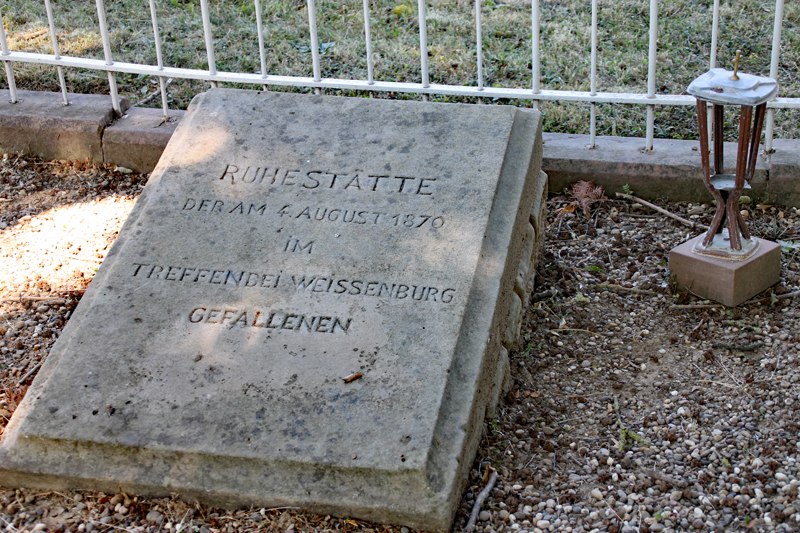 RUHESTÄTTE
DER AM 4. AUGUST 1870
IM
TREFFEN BEI WEISSENBURG
GEFALLENEN